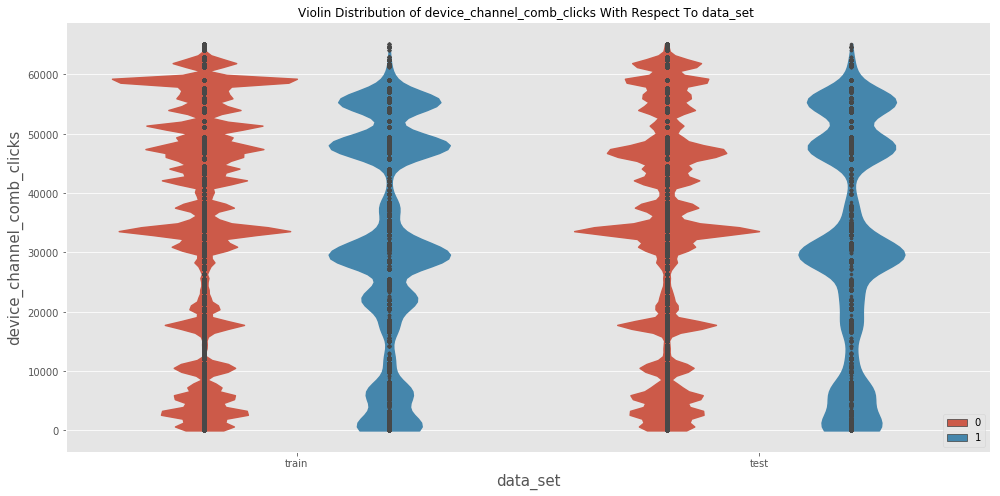 Violin Distribution of device_channel_comb_clicks With Respect To data_set
device_channel_comb_clicks
60000
50000
40000
30000
20000
10000
0
train
test
data_set
0
1